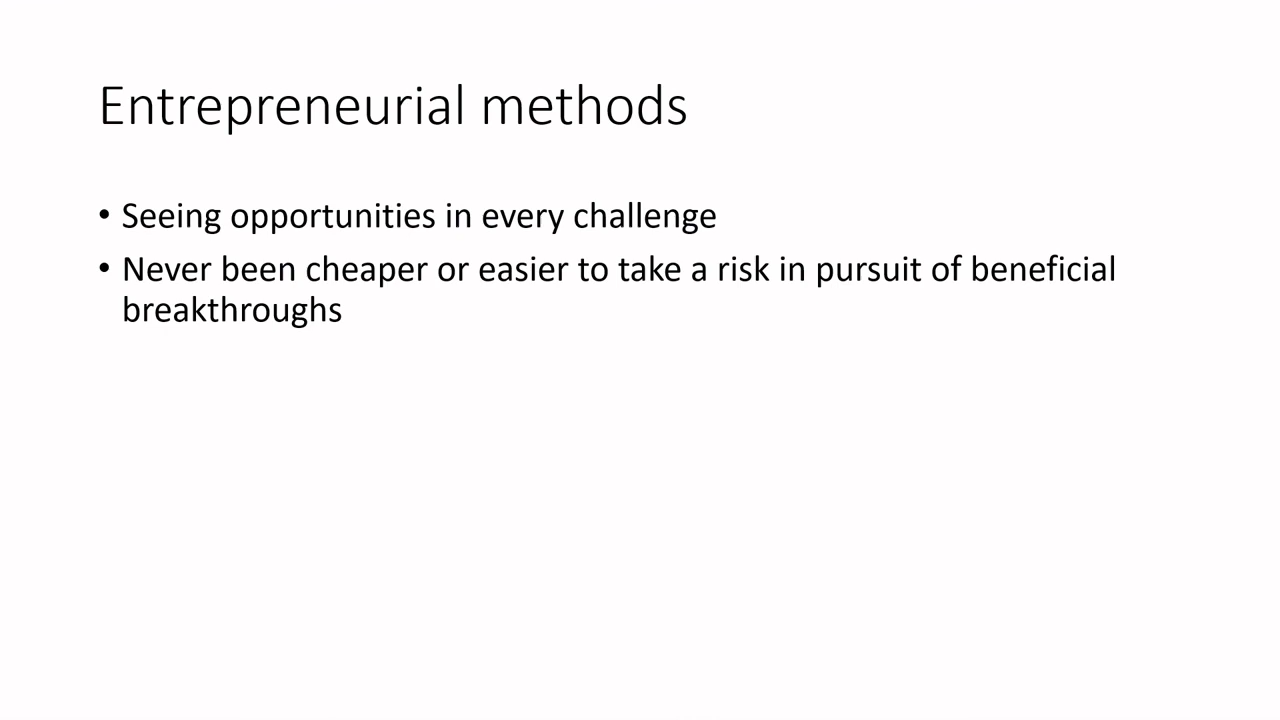 Entrepreneurial methods
• Seeing opportunities in every challenge
• Never been cheaper or easier to take a risk in pursuit of beneficial
breakthroughs